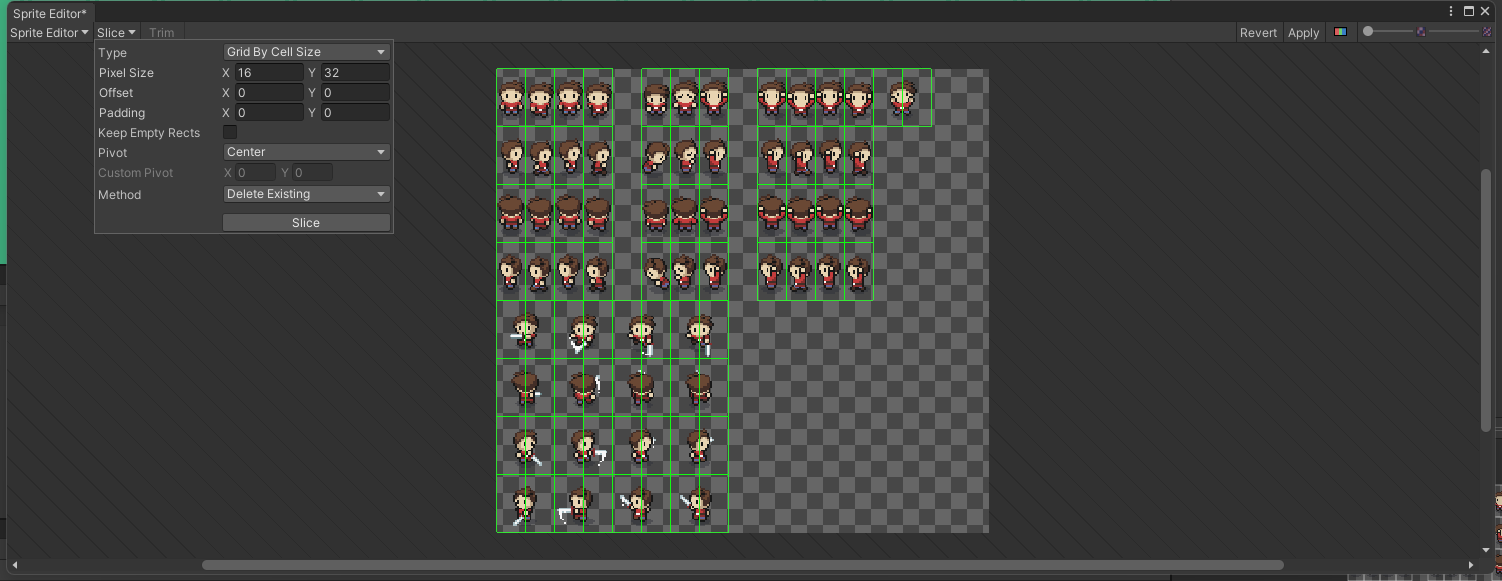 Sprite Editor*
Sprite Editor Slice Trim Revert Apply
Type Grid By Cell Size
Pixel Size X 16 Y 32
Offset X 0 Y 0
Padding X 0 Y 0
Keep Empty Rects
Pivot Center
Custom Pivot X 0 Y 0
Method Delete Existing
Slice